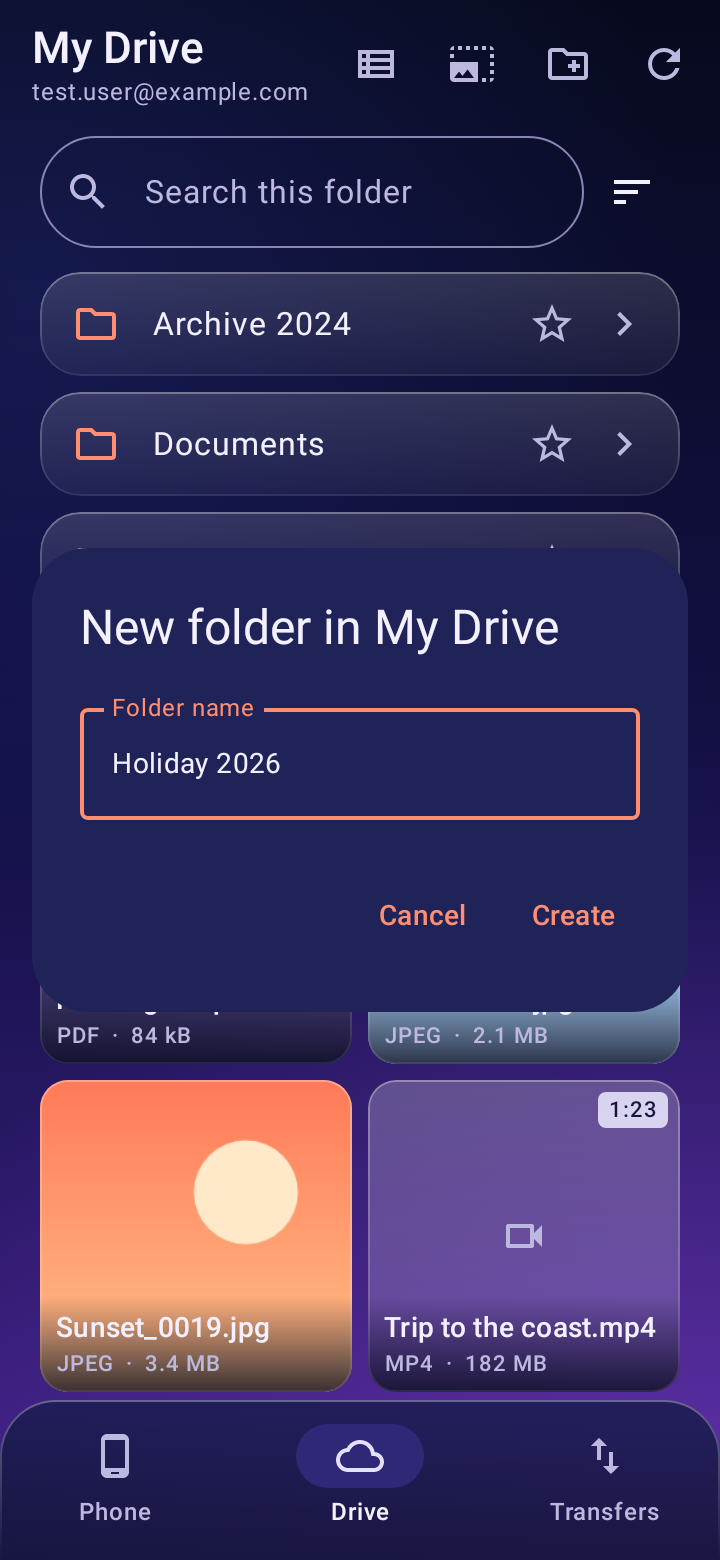 My Drive
test.user@example.com
Search this folder
Archive 2024
Documents
New folder in My Drive
Folder name
Holiday 2026
Cancel
Create
PDF · 84 kB
JPEG · 2.1 MB
1:23
Sunset_0019.jpg
JPEG · 3.4 MB
Trip to the coast.mp4
MP4 · 182 MB
Phone
Drive
Transfers